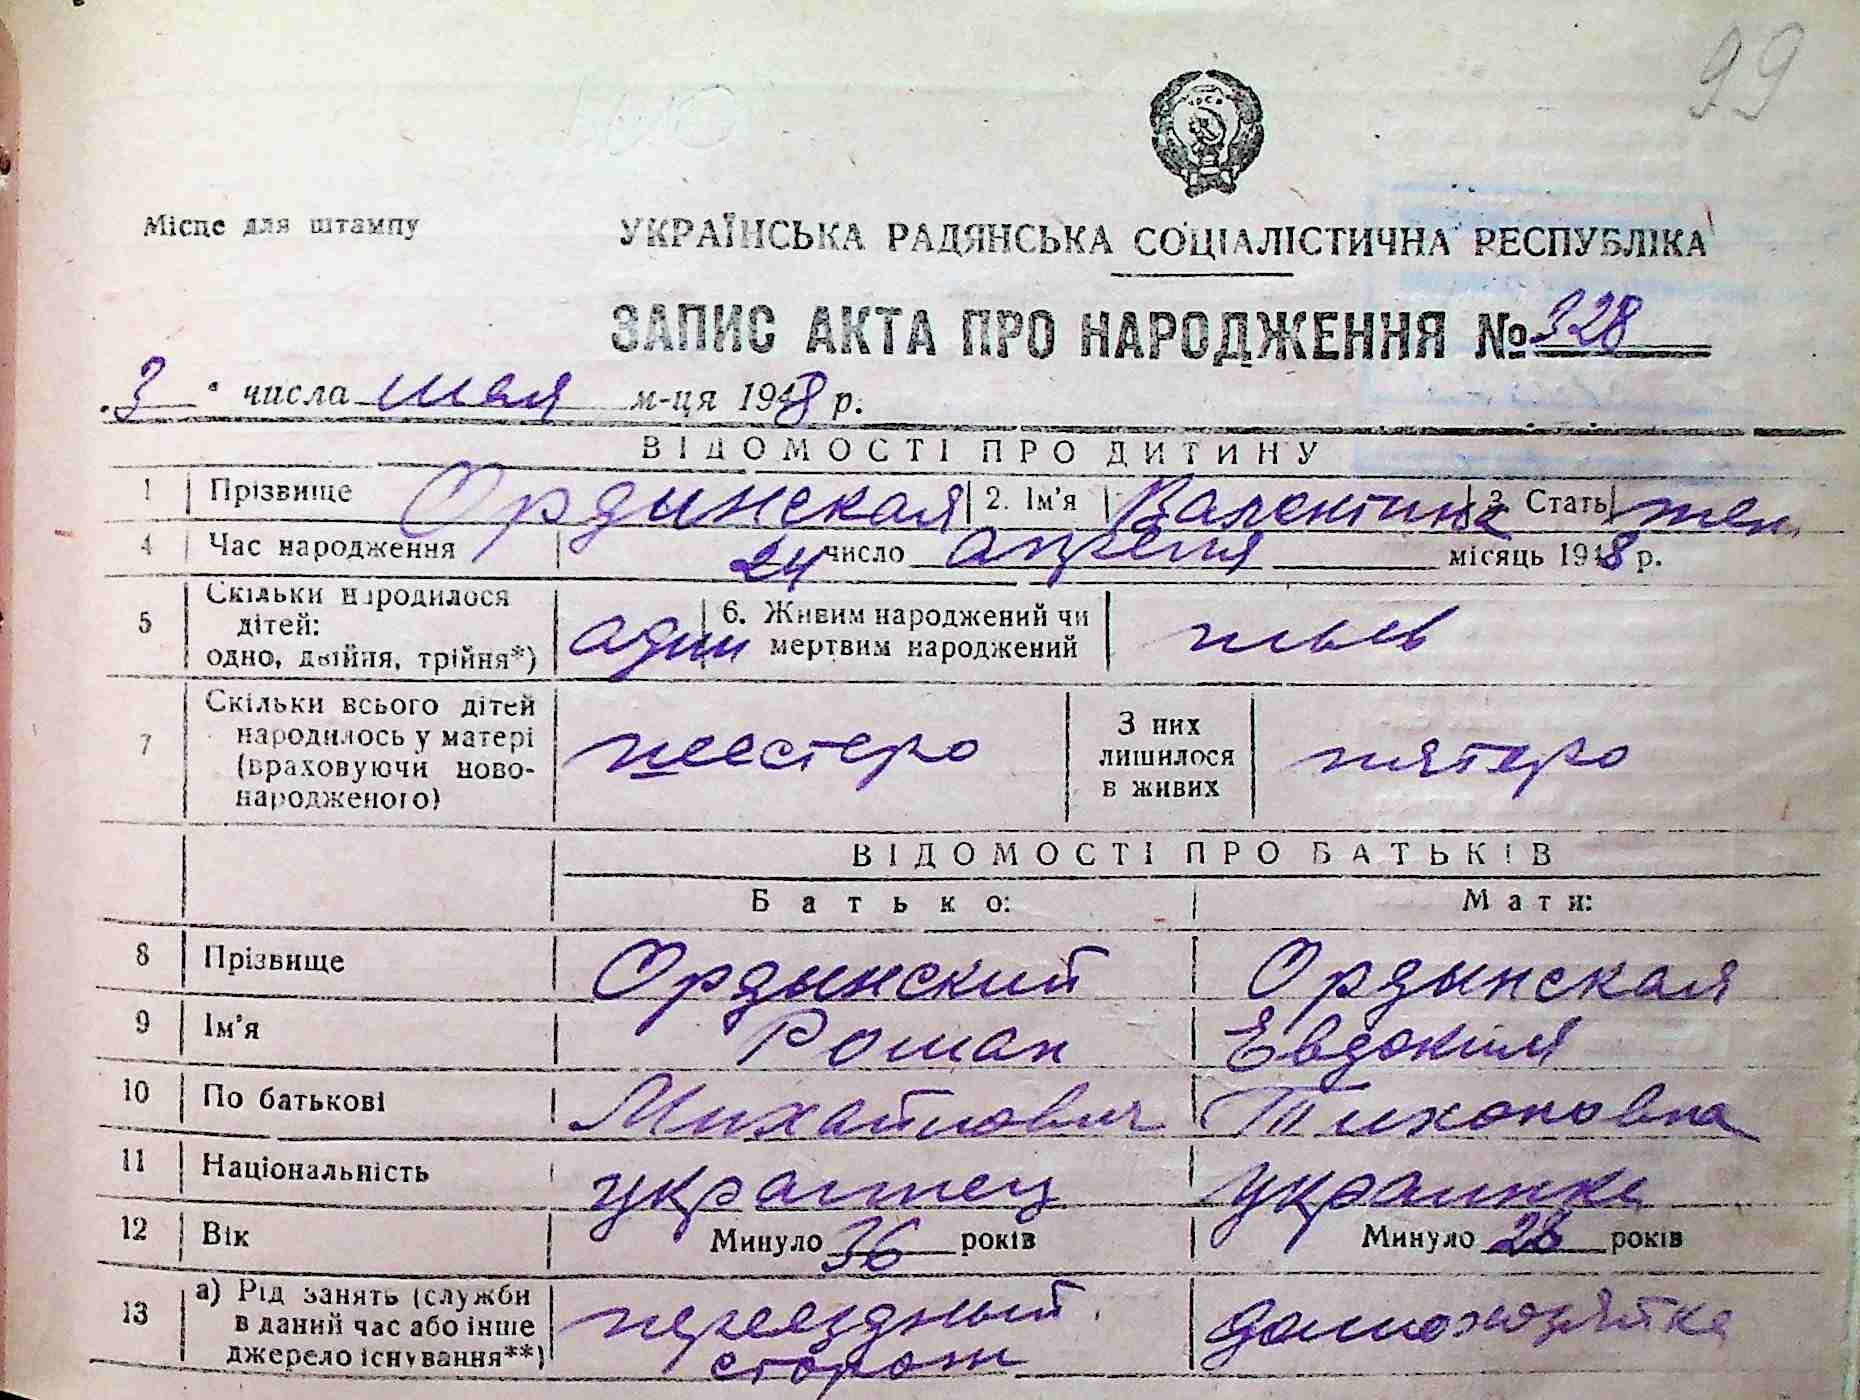 99
УРСР
Місце для штампу
УКРАЇНСЬКА РАДЯНСЬКА СОЦІАЛІСТИЧНА РЕСПУБЛІКА
ЗАПИС АКТА ПРО НАРОДЖЕННЯ № 328
3 числа мая м-ця 1948 р.
ВІДОМОСТІ ПРО ДИТИНУ
1 Прізвище Ордынская 2. Ім'я Валентина 3. Стать жен.
4 Час народження 24 число апреля місяць 1948 р.
5 Скільки народилося дітей: одно, двійня, трійня*) один 6. Живим народжений чи мертвим народжений
7 Скільки всього дітей народилось у матері (враховуючи новонародженого) шестеро З них лишилося в живих пятеро
ВІДОМОСТІ ПРО БАТЬКІВ
Батько: Мати:
8 Прізвище Ордынский Ордынская
9 Ім'я Роман Евдокия
10 По батькові Михайлович Тихоновна
11 Національність украинец украинка
12 Вік Минуло 36 років Минуло 28 років
13 а) Рід занять (служби в даний час або інше джерело існування**) переездный сторож домохозяйка